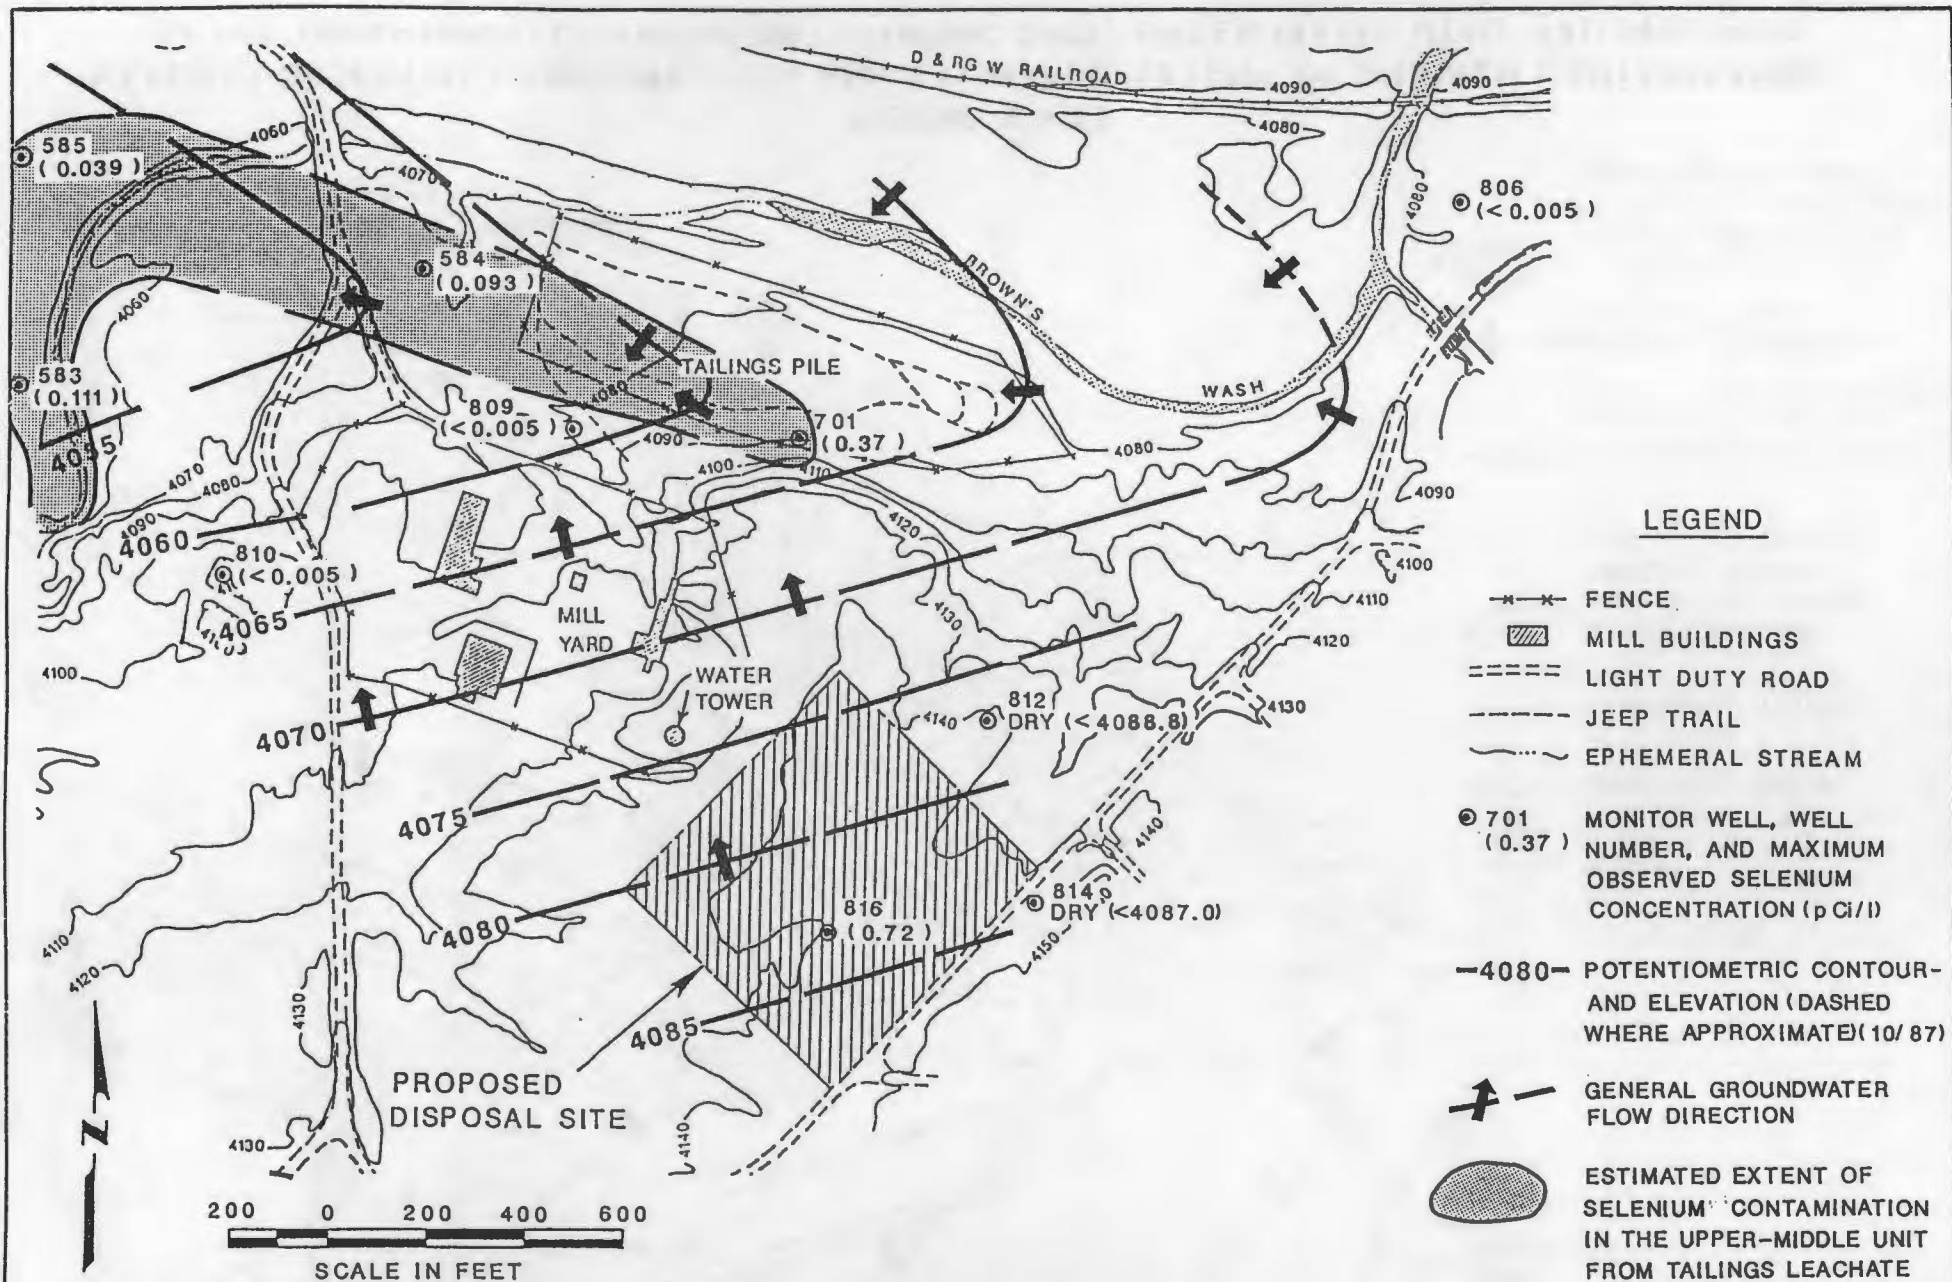 D & RG W RAILROAD
4090
4090
4080
4060
585
(0.039)
4070
4080
806
(<0.005)
584
(0.093)
BROWN'S
4060
TAILINGS PILE
583
(0.111)
4080
WASH
809
(<0.005)
701
(0.37)
4090
4080
4055
4100
4110
4070
4080
4090
4090
4120
4060
810
(<0.005)
4100
4065
MILL
YARD
4130
4110
4120
4100
WATER
TOWER
812
DRY (<4088.8)
4140
4130
4070
4075
4140
814
DRY (<4087.0)
816
(0.72)
4080
4110
4150
4120
4130
4085
PROPOSED
DISPOSAL SITE
N
4130
4140
200 0 200 400 600
SCALE IN FEET
LEGEND
FENCE
MILL BUILDINGS
LIGHT DUTY ROAD
JEEP TRAIL
EPHEMERAL STREAM
701
(0.37)
MONITOR WELL, WELL
NUMBER, AND MAXIMUM
OBSERVED SELENIUM
CONCENTRATION (pCi/l)
4080
POTENTIOMETRIC CONTOUR-
AND ELEVATION (DASHED
WHERE APPROXIMATE)(10/87)
GENERAL GROUNDWATER
FLOW DIRECTION
ESTIMATED EXTENT OF
SELENIUM CONTAMINATION
IN THE UPPER-MIDDLE UNIT
FROM TAILINGS LEACHATE